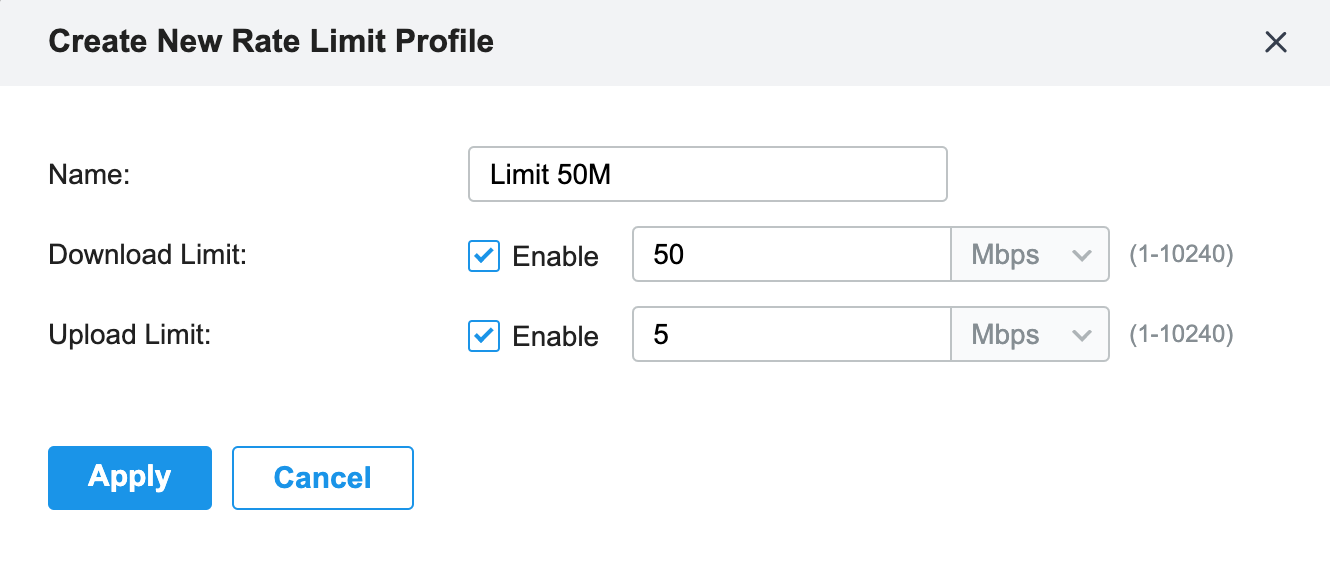 Create New Rate Limit Profile
Name: Limit 50M
Download Limit: Enable 50 Mbps (1-10240)
Upload Limit: Enable 5 Mbps (1-10240)
Apply Cancel